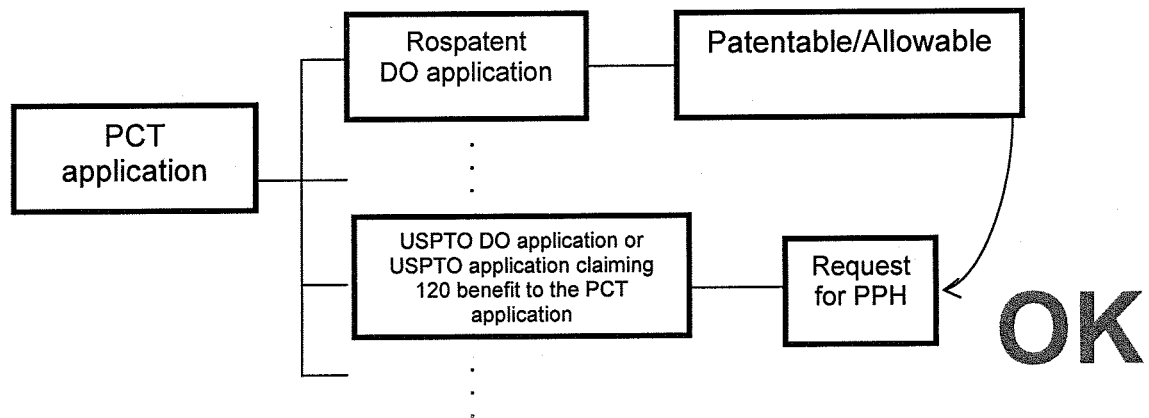 Rospatent
DO application
Patentable/Allowable
PCT
application
USPTO DO application or
USPTO application claiming
120 benefit to the PCT
application
Request
for PPH
OK